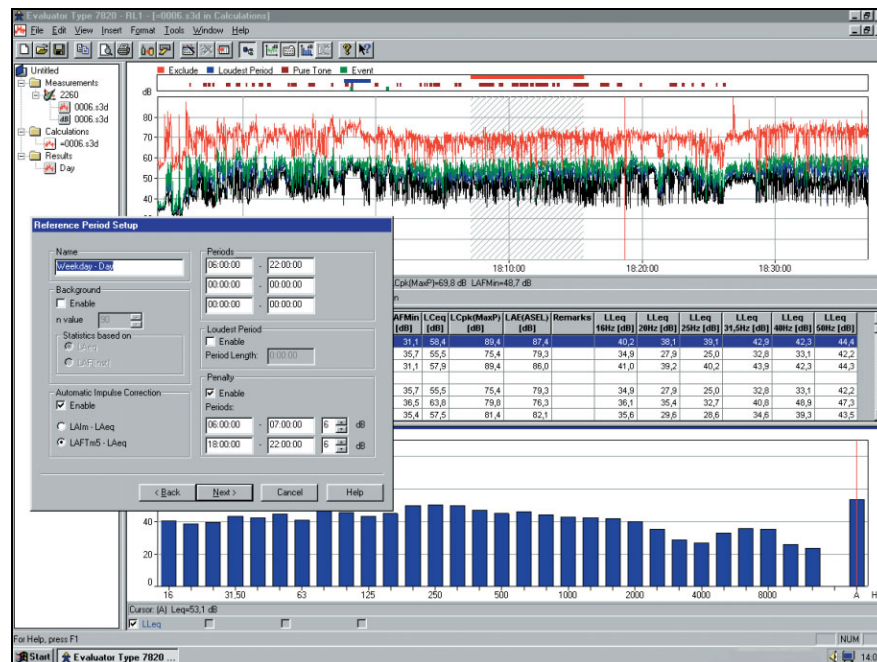 Evaluator Type 7820 - RL1 - [=0006.s3d in Calculations]
File Edit View Insert Format Tools Window Help
Untitled
Measurements
2260
0006.s3d
0006.s3d
Calculations
=0006.s3d
Results
Day
Exclude Loudest Period Pure Tone Event
dB
80
70
60
50
40
18:10:00 18:20:00 18:30:00
LCpk(MaxP)=69,8 dB LAFMin=48,7 dB
Reference Period Setup
Name
Weekday - Day
Background
Enable
n value 90
Statistics based on
LAeq
Automatic Impulse Correction
Enable
LAIm - LAeq
LAFTm5 - LAeq
Periods
06:00:00 - 22:00:00
00:00:00 - 00:00:00
00:00:00 - 00:00:00
Loudest Period
Enable
Period Length: 0:00:00
Penalty
Enable
Periods:
06:00:00 - 07:00:00 6 dB
18:00:00 - 22:00:00 6 dB
< Back Next > Cancel Help
AFMin LCeq LCpk(MaxP) LAE(ASEL) Remarks LLeq LLeq LLeq LLeq LLeq LLeq
[dB] [dB] [dB] [dB] 16Hz [dB] 20Hz [dB] 25Hz [dB] 31,5Hz [dB] 40Hz [dB] 50Hz [dB]
31,1 58,4 89,4 87,4 40,2 38,1 39,1 42,9 42,3 44,4
35,7 55,5 75,4 79,3 34,9 27,9 25,0 32,8 33,1 42,2
31,1 57,9 89,4 86,0 41,0 39,2 40,2 43,9 42,3 44,3
35,7 55,5 75,4 79,3 34,9 27,9 25,0 32,8 33,1 42,2
36,5 63,8 79,8 76,3 36,1 35,4 32,7 40,8 48,9 47,3
35,4 57,5 81,4 82,1 35,6 29,6 28,6 34,6 39,3 43,5
40
20
0
16 31,50 63 125 250 500 1000 2000 4000 8000 A H
Cursor: (A) Leq=53,1 dB
LLeq
For Help, press F1
NUM
Start Evaluator Type 7820 ... 14:0